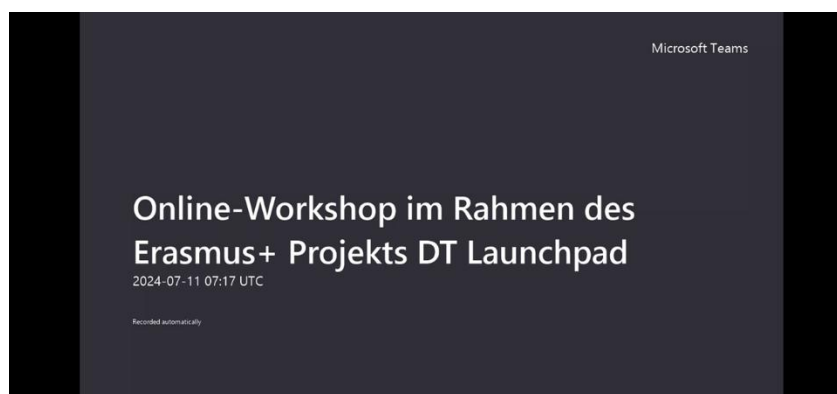 Microsoft Teams
Online-Workshop im Rahmen des
Erasmus+ Projekts DT Launchpad
2024-07-11 07:17 UTC
Recorded automatically